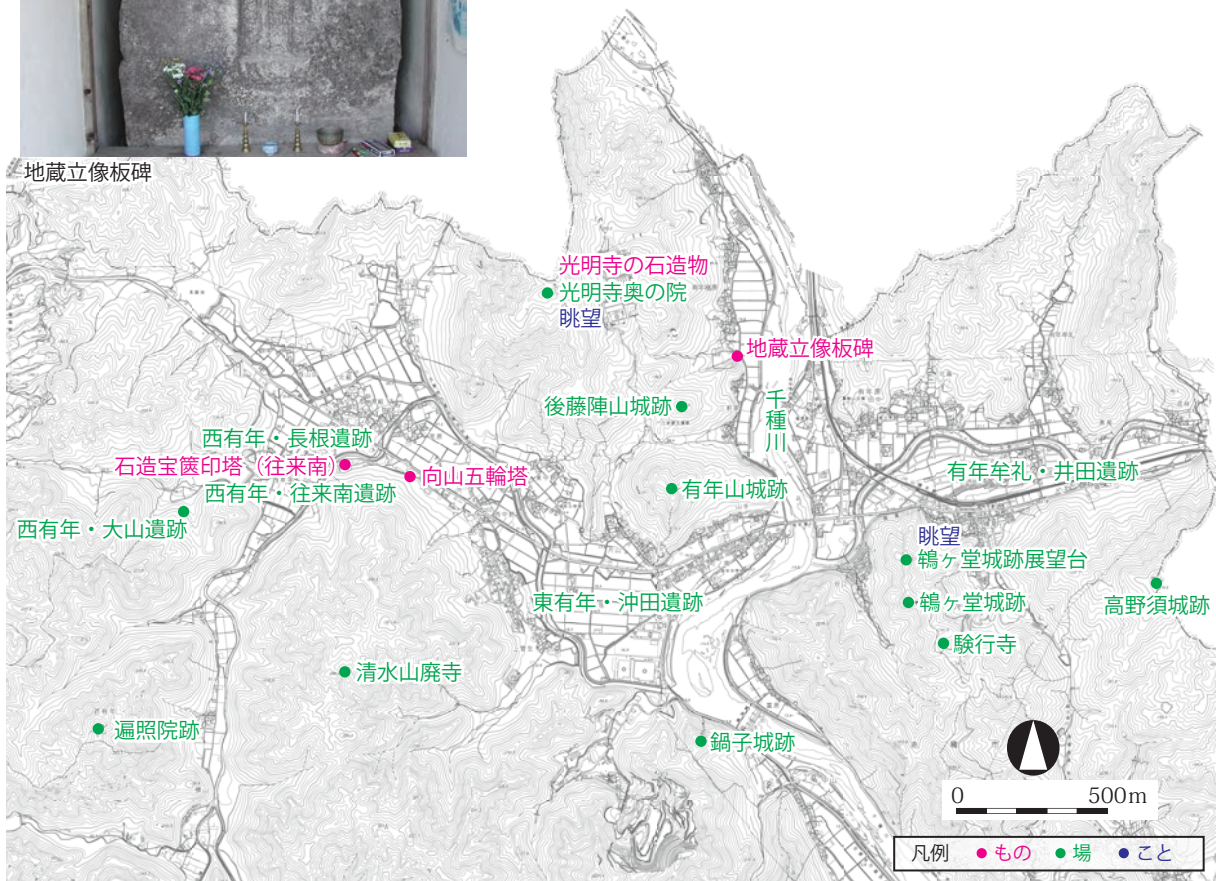 地蔵立像板碑
光明寺の石造物
光明寺奥の院
眺望
地蔵立像板碑
千種川
後藤陣山城跡
西有年・長根遺跡
石造宝篋印塔（往来南）
向山五輪塔
西有年・往来南遺跡
有年山城跡
有年牟礼・井田遺跡
西有年・大山遺跡
眺望
鴾ヶ堂城跡展望台
高野須城跡
東有年・沖田遺跡
鴾ヶ堂城跡
験行寺
清水山廃寺
遍照院跡
鍋子城跡
0 500m
凡例 もの 場 こと